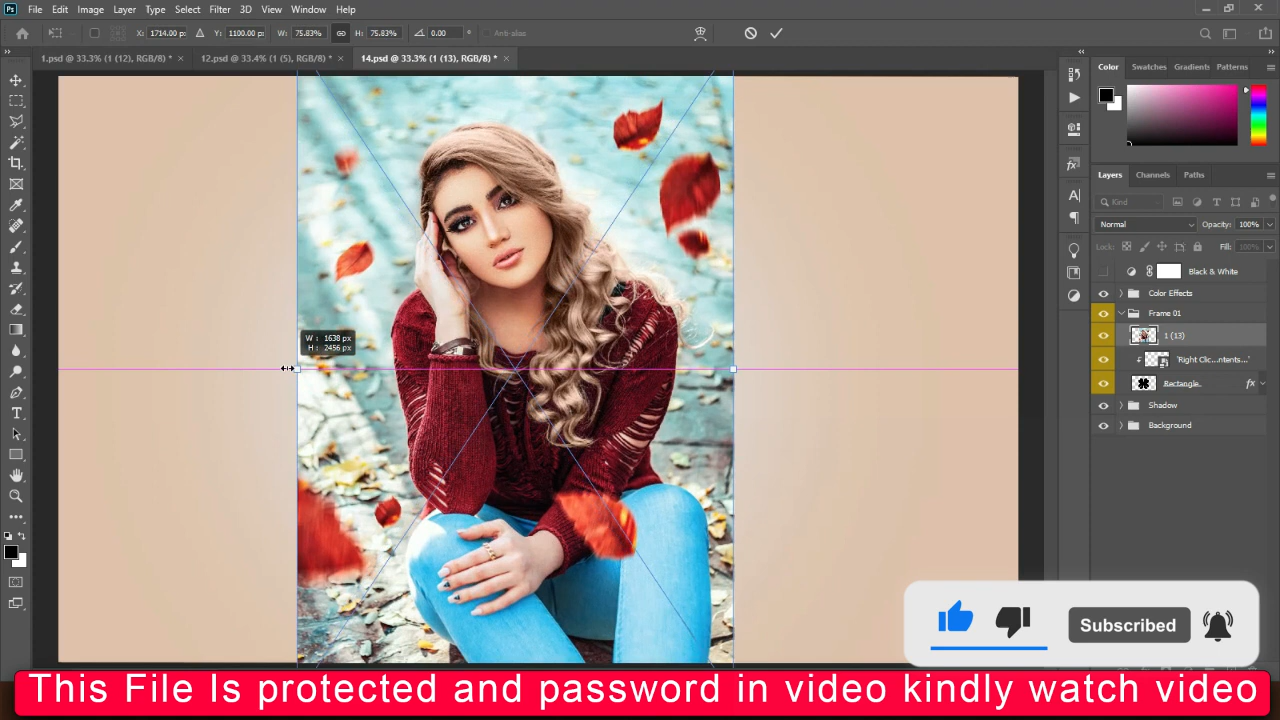 Ps File Edit Image Layer Type Select Filter 3D View Window Help
X: 1714.00 p: Y: 1100.00 p: W: 75.83% H: 75.83% 0.00 ° Anti-alias
1.psd @ 33.3% (1 (12), RGB/8) * × 12.psd @ 33.4% (1 (5), RGB/8) * × 14.psd @ 33.3% (1 (13), RGB/8) * ×
Color Swatches Gradients Patterns
Layers Channels Paths
Kind
Normal Opacity: 100%
Lock: Fill: 100%
Black & White
Color Effects
Frame 01
1 (13)
'Right Clic...ntents...'
Rectangle. fx
Shadow
Background
W : 1638 px
H : 2456 px
Subscribed
This File Is protected and password in video kindly watch video